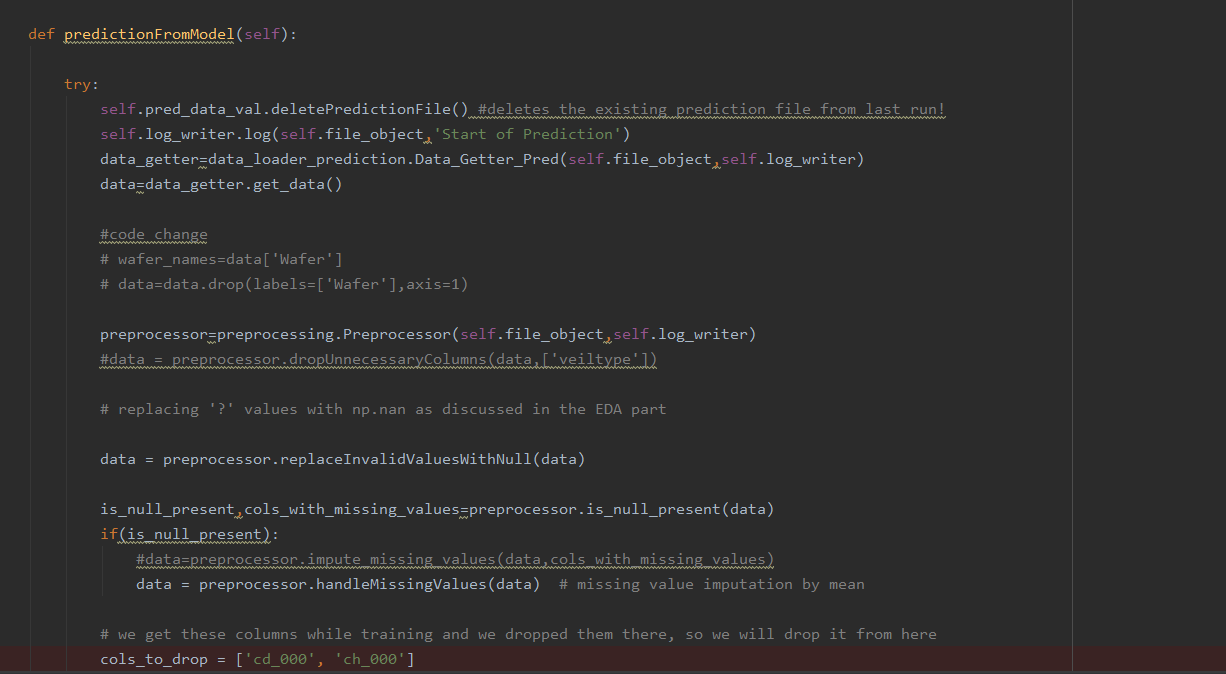 def predictionFromModel(self):
try:
self.pred_data_val.deletePredictionFile() #deletes the existing prediction file from last run!
self.log_writer.log(self.file_object,'Start of Prediction')
data_getter=data_loader_prediction.Data_Getter_Pred(self.file_object,self.log_writer)
data=data_getter.get_data()
#code change
# wafer_names=data['Wafer']
# data=data.drop(labels=['Wafer'],axis=1)
preprocessor=preprocessing.Preprocessor(self.file_object,self.log_writer)
#data = preprocessor.dropUnnecessaryColumns(data,['veiltype'])
# replacing '?' values with np.nan as discussed in the EDA part
data = preprocessor.replaceInvalidValuesWithNull(data)
is_null_present,cols_with_missing_values=preprocessor.is_null_present(data)
if(is_null_present):
#data=preprocessor.impute_missing_values(data,cols_with_missing_values)
data = preprocessor.handleMissingValues(data)  # missing value imputation by mean
# we get these columns while training and we dropped them there, so we will drop it from here
cols_to_drop = ['cd_000', 'ch_000']